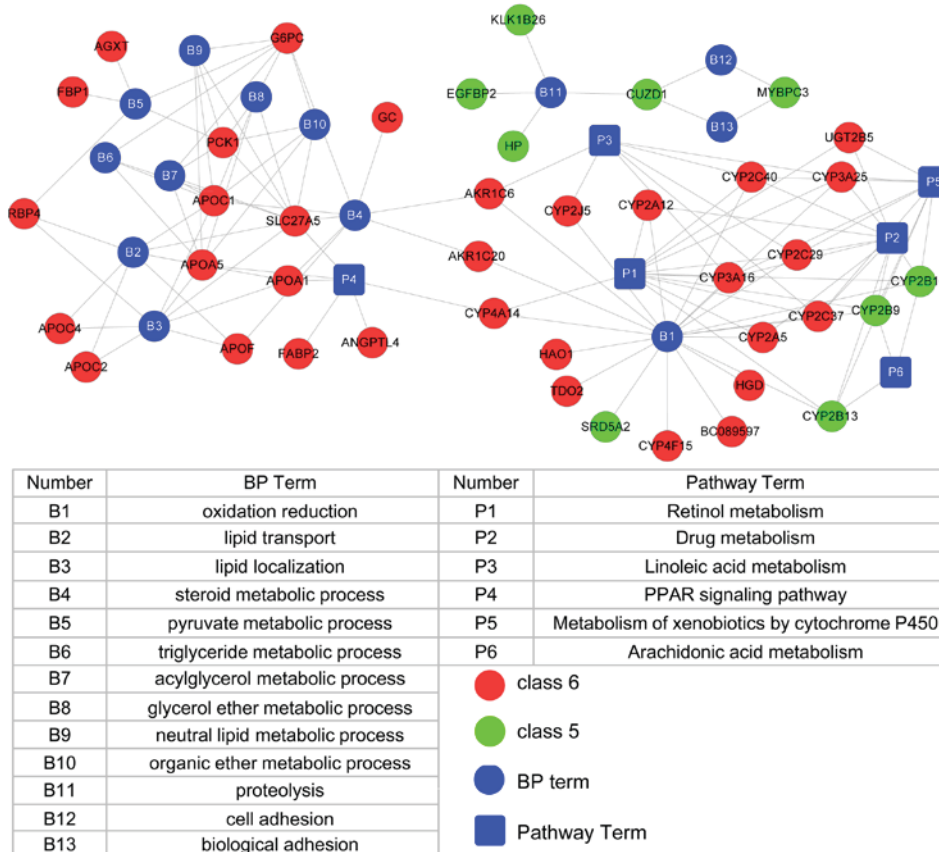 KLK1B26
AGXT
B9
G6PC
B12
FBP1
B5
B8
EGFBP2
B11
CUZD1
MYBPC3
B10
GC
B13
B6
PCK1
HP
P3
UGT2B5
B7
CYP2C40
CYP3A25
P5
APOC1
AKR1C6
RBP4
SLC27A5
B4
CYP2J5
CYP2A12
P2
B2
AKR1C20
CYP2C29
APOA5
P4
P1
CYP3A16
APOA1
CYP2B1
CYP4A14
CYP2B9
CYP2C37
APOC4
B3
B1
CYP2A5
APOF
FABP2
ANGPTL4
HAO1
APOC2
P6
TDO2
HGD
CYP2B13
SRD5A2
BC089597
CYP4F15
Number BP Term Number Pathway Term
B1 oxidation reduction P1 Retinol metabolism
B2 lipid transport P2 Drug metabolism
B3 lipid localization P3 Linoleic acid metabolism
B4 steroid metabolic process P4 PPAR signaling pathway
B5 pyruvate metabolic process P5 Metabolism of xenobiotics by cytochrome P450
B6 triglyceride metabolic process P6 Arachidonic acid metabolism
B7 acylglycerol metabolic process
class 6
B8 glycerol ether metabolic process
class 5
B9 neutral lipid metabolic process
B10 organic ether metabolic process
BP term
B11 proteolysis
B12 cell adhesion
Pathway Term
B13 biological adhesion